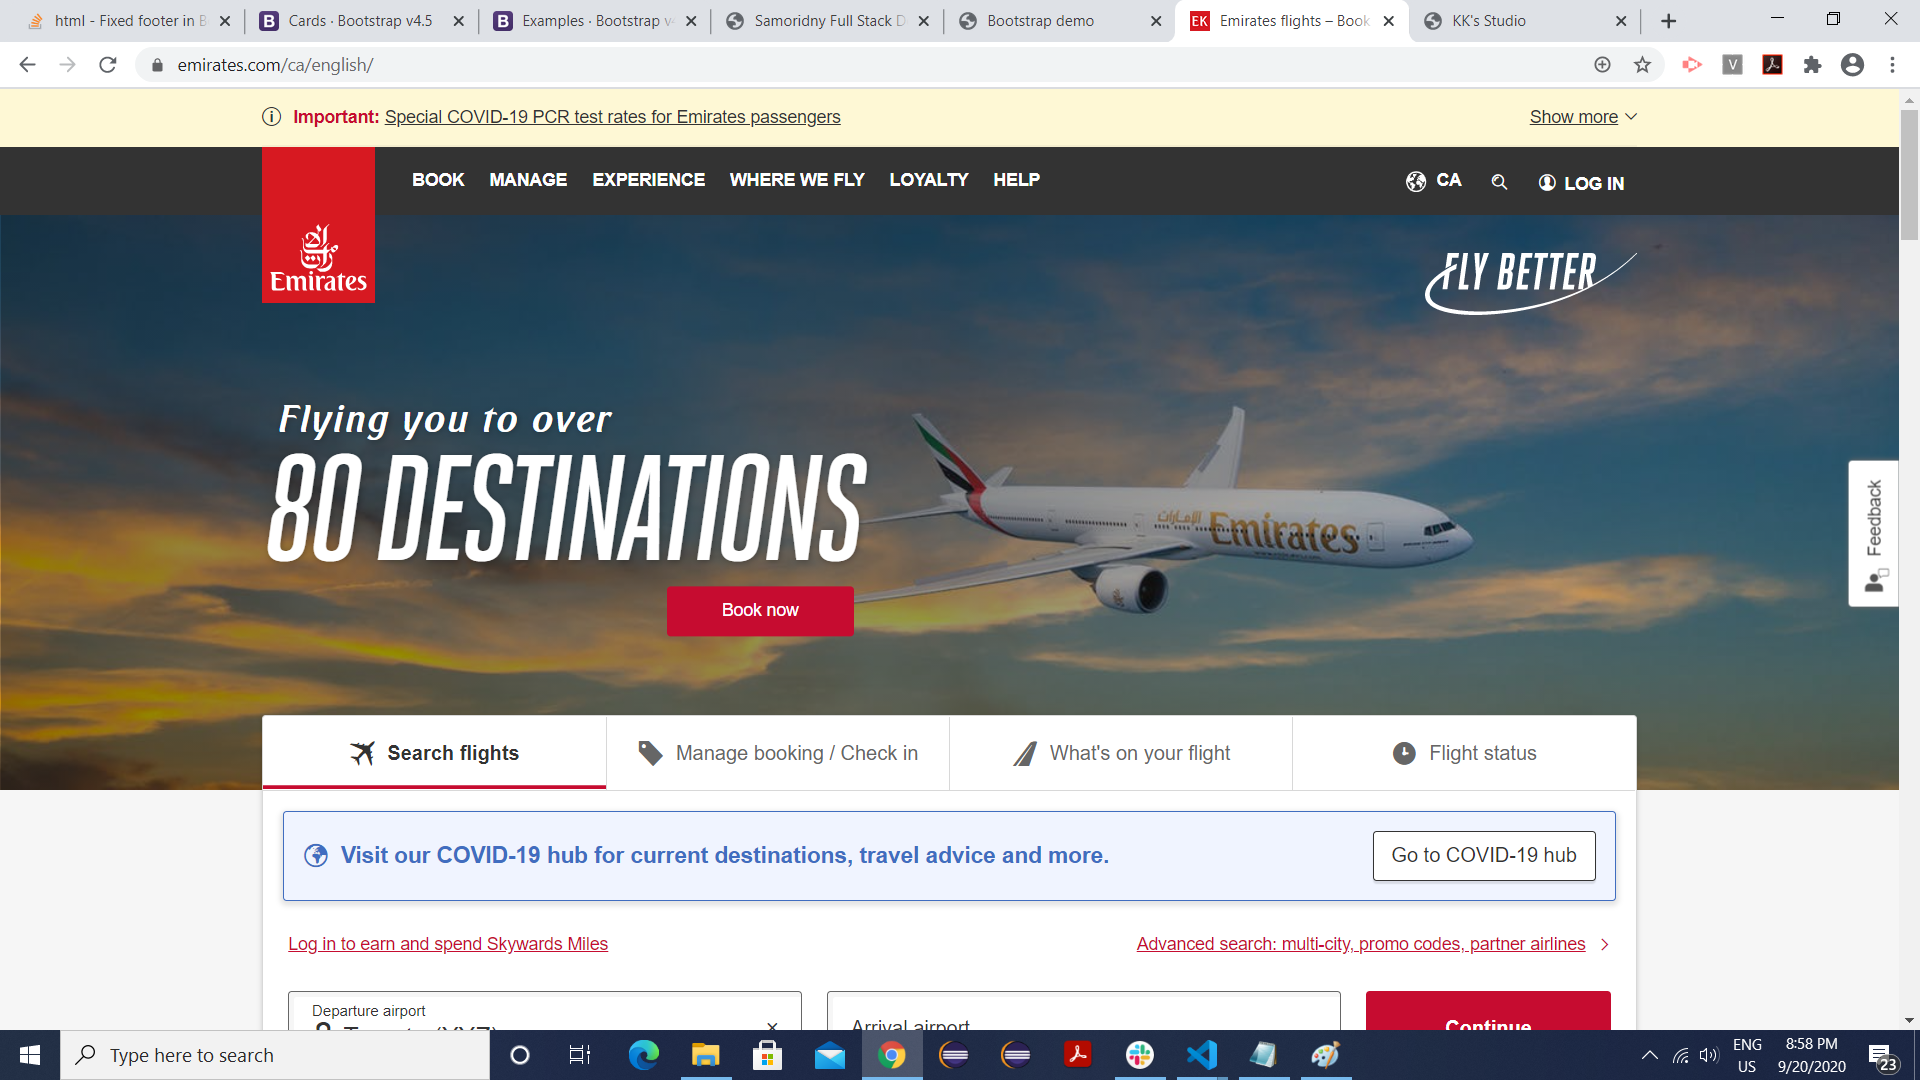 html - Fixed footer in B
Cards · Bootstrap v4.5
Examples · Bootstrap v4
Samoridny Full Stack D
Bootstrap demo
EK Emirates flights – Book
KK's Studio
emirates.com/ca/english/
Important: Special COVID-19 PCR test rates for Emirates passengers
Show more
BOOK MANAGE EXPERIENCE WHERE WE FLY LOYALTY HELP
CA
LOG IN
Emirates
FLY BETTER
Flying you to over
80 DESTINATIONS
الإمارات Emirates
Book now
Feedback
Search flights
Manage booking / Check in
What's on your flight
Flight status
Visit our COVID-19 hub for current destinations, travel advice and more.
Go to COVID-19 hub
Log in to earn and spend Skywards Miles
Advanced search: multi-city, promo codes, partner airlines
Departure airport
Arrival airport
Continue
Type here to search
ENG
US
8:58 PM
9/20/2020
23